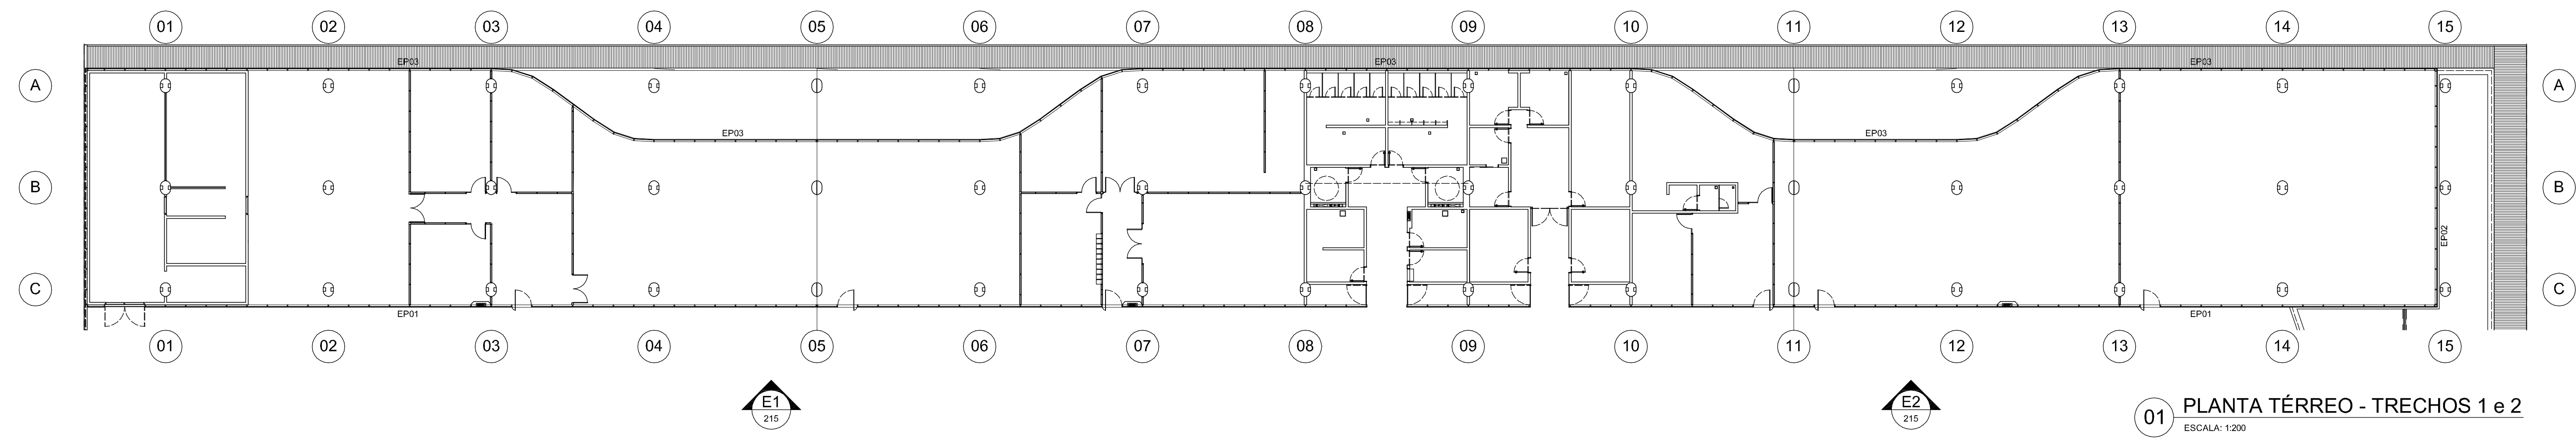 01 02 03 04 05 06 07 08 09 10 11 12 13 14 15
EP03 EP03 EP03
A A
EP03 EP03
B B
EP02
C C
EP01 EP01
01 02 03 04 05 06 07 08 09 10 11 12 13 14 15
E1
215
E2
215
01 PLANTA TÉRREO - TRECHOS 1 e 2
ESCALA: 1:200